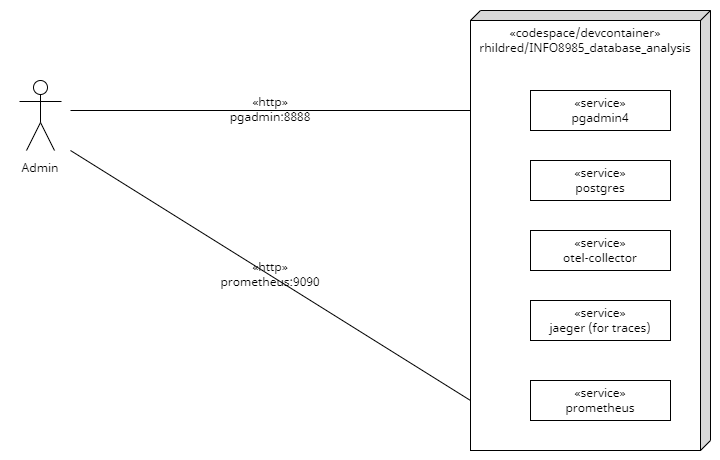 «codespace/devcontainer»
rhildred/INFO8985_database_analysis
«http»
pgadmin:8888
«service»
pgadmin4
Admin
«service»
postgres
«service»
otel-collector
«http»
prometheus:9090
«service»
jaeger (for traces)
«service»
prometheus